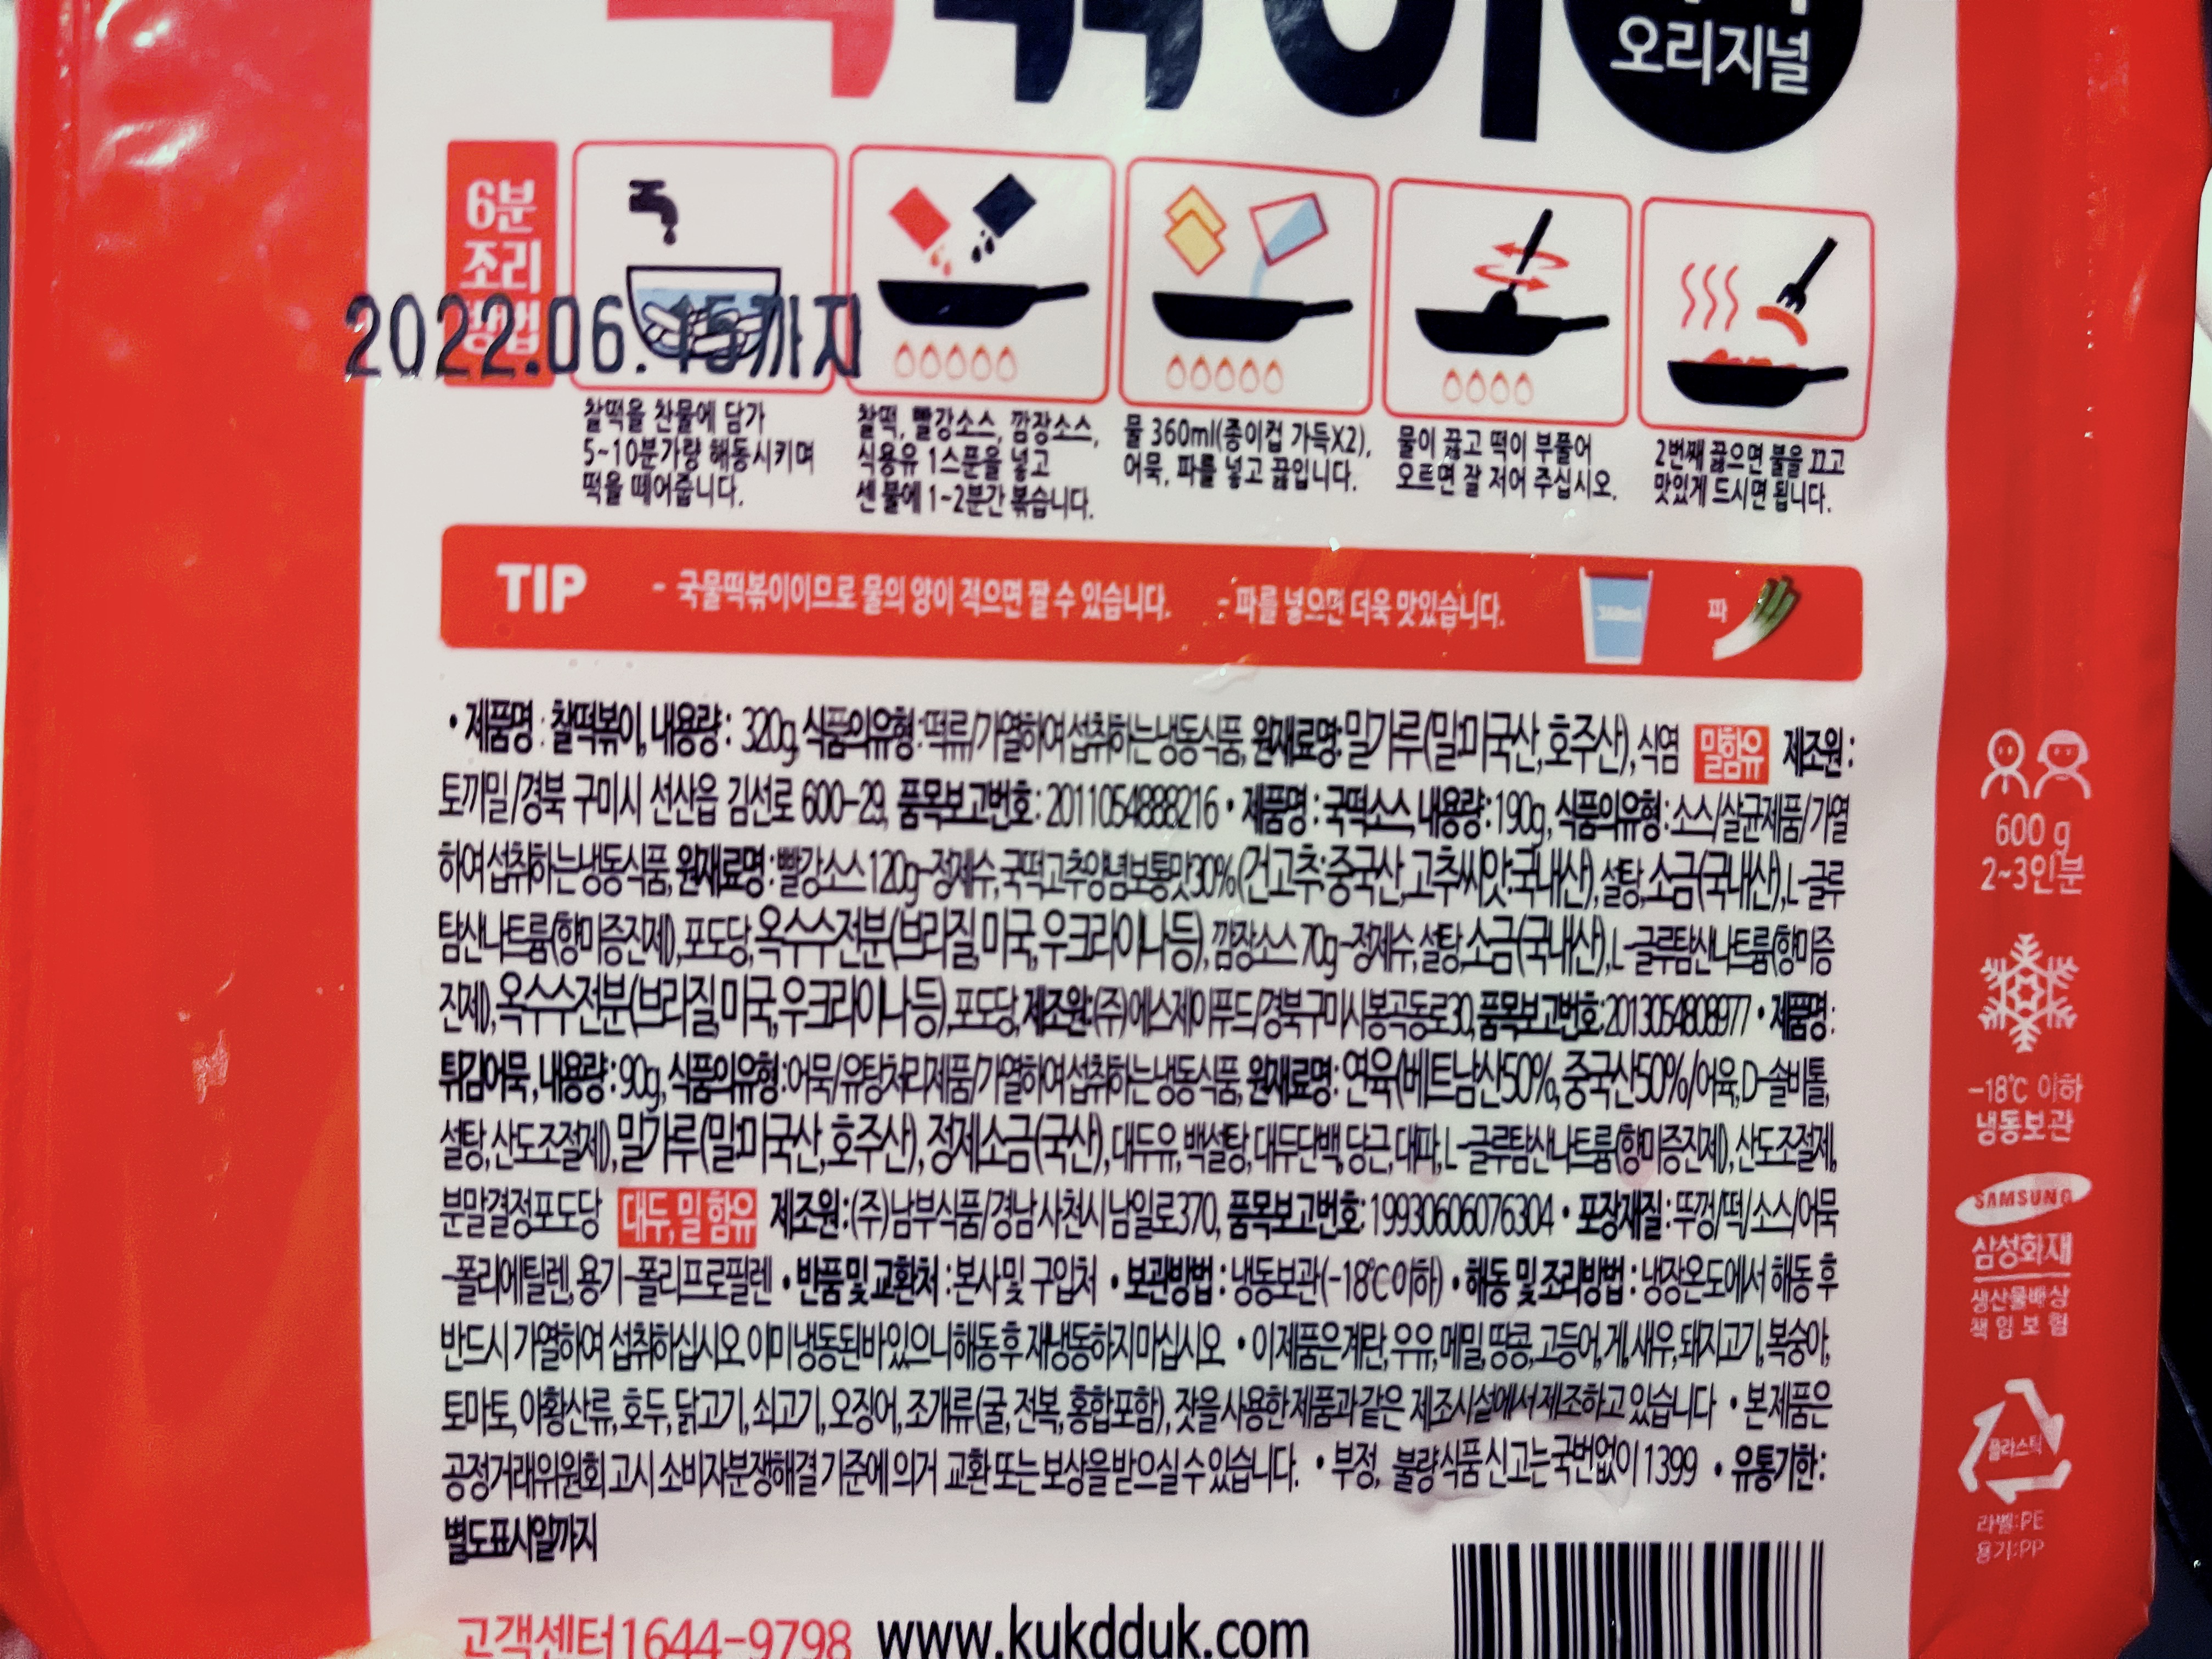 오리지널
6분
조리
방법
2022.06.15까지
찰떡을 찬물에 담가
5~10분가량 해동시키며
떡을 떼어줍니다.
찰떡, 빨강소스, 깜장소스,
식용유 1스푼을 넣고
센 불에 1~2분간 볶습니다.
물 360ml(종이컵 가득X2),
어묵, 파를 넣고 끓입니다.
물이 끓고 떡이 부풀어
오르면 잘 저어 주십시오.
2번째 끓으면 불을 끄고
맛있게 드시면 됩니다.
TIP - 국물떡볶이이므로 물의 양이 적으면 짤 수 있습니다. - 파를 넣으면 더욱 맛있습니다. 360ml 파
• 제품명 : 찰떡볶이, 내용량 : 320g, 식품의유형 : 떡류/가열하여 섭취하는 냉동식품, 원재료명: 밀가루(밀:미국산,호주산), 식염 밀함유 제조원 :
토끼밀/경북 구미시 선산읍 김선로 600-29, 품목보고번호 : 2011054888216 • 제품명 : 국떡소스, 내용량 : 190g, 식품의유형 : 소스/살균제품/가열
하여 섭취하는 냉동식품, 원재료명 : 빨강소스 120g-정제수,국떡고추양념보통맛30%(건고추:중국산,고추씨앗:국내산),설탕,소금(국내산),L-글루
탐산나트륨(향미증진제),포도당,옥수수전분(브라질,미국,우크라이나등),깜장소스 70g-정제수,설탕,소금(국내산),L-글루탐산나트륨(향미증
진제),옥수수전분(브라질,미국,우크라이나등),포도당, 제조원:(주)에스제이푸드/경북구미시봉곡동로30, 품목보고번호:2013054808977 • 제품명 :
튀김어묵, 내용량 : 90g, 식품의유형 : 어묵/유탕처리제품/가열하여 섭취하는 냉동식품, 원재료명 : 연육(베트남산50%,중국산50%/어육,D-솔비톨,
설탕,산도조절제),밀가루(밀:미국산,호주산),정제소금(국산),대두유,백설탕,대두단백,당근,대파,L-글루탐산나트륨(향미증진제),산도조절제,
분말결정포도당 대두,밀 함유 제조원 : (주)남부식품/경남 사천시 남일로370, 품목보고번호: 19930606076304 • 포장재질 : 뚜껑/떡/소스/어묵
-폴리에틸렌, 용기-폴리프로필렌 • 반품 및 교환처 : 본사 및 구입처 • 보관방법 : 냉동보관(-18℃이하) • 해동 및 조리방법 : 냉장온도에서 해동 후
반드시 가열하여 섭취하십시오 이미 냉동된 바 있으니 해동 후 재냉동하지 마십시오 • 이 제품은 계란, 우유, 메밀, 땅콩, 고등어, 게, 새우, 돼지고기, 복숭아,
토마토, 아황산류, 호두, 닭고기, 쇠고기, 오징어, 조개류(굴, 전복, 홍합포함), 잣을 사용한 제품과 같은 제조시설에서 제조하고 있습니다 • 본 제품은
공정거래위원회 고시 소비자분쟁해결 기준에 의거 교환 또는 보상을 받으실 수 있습니다. • 부정, 불량식품 신고는 국번없이 1399 • 유통기한 :
별도표시일까지
고객센터1644-9798 www.kukdduk.com
600 g
2~3인분
-18℃ 이하
냉동보관
SAMSUNG
삼성화재
생산물배상
책임보험
플라스틱
라벨:PE
용기:PP